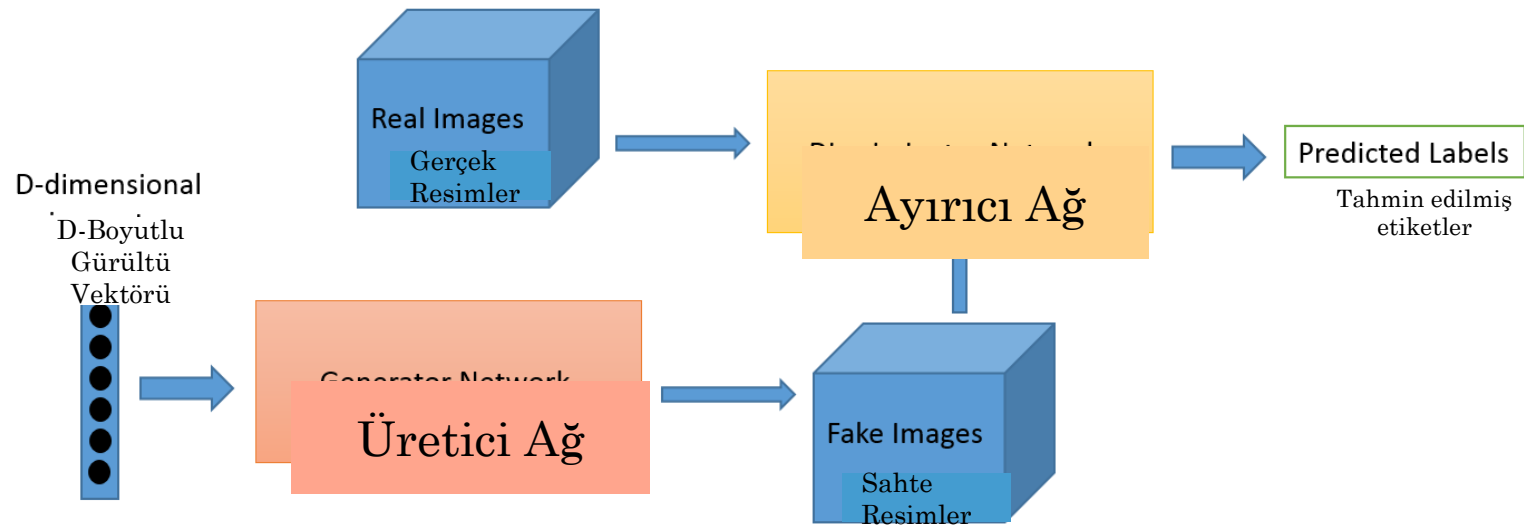 Real Images
Gerçek
Resimler
Ayırıcı Ağ
Predicted Labels
Tahmin edilmiş
etiketler
D-dimensional
D-Boyutlu
Gürültü
Vektörü
Üretici Ağ
Fake Images
Sahte
Resimler